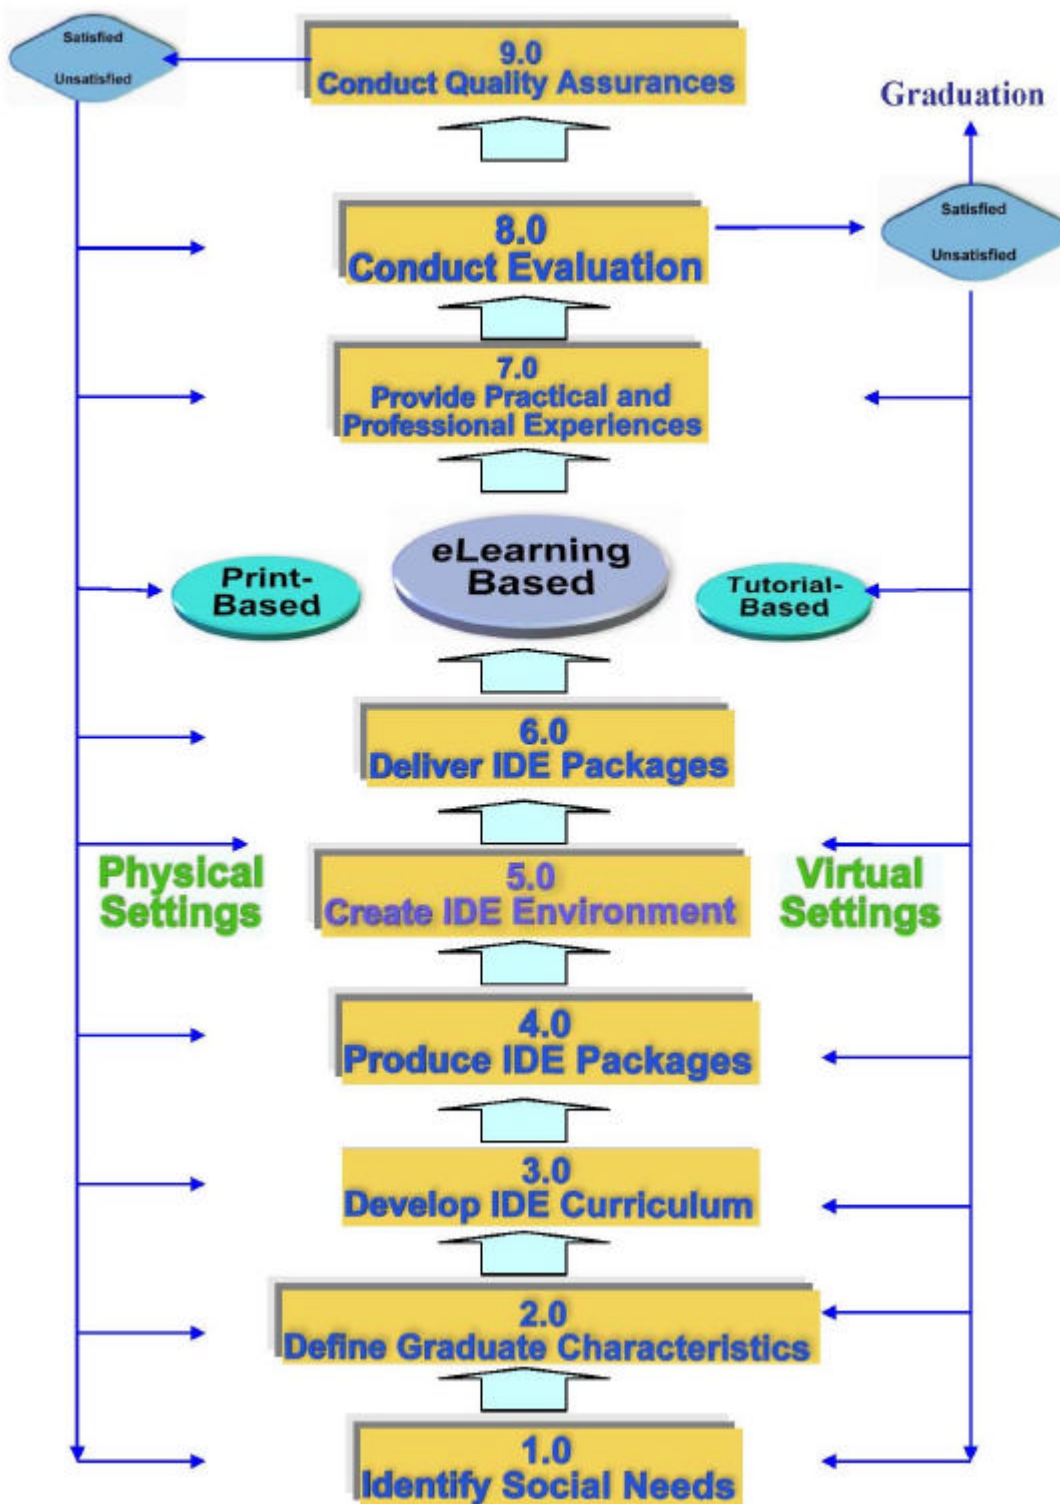 Satisfied
Unsatisfied
9.0
Conduct Quality Assurances
Graduation
Satisfied
Unsatisfied
8.0
Conduct Evaluation
7.0
Provide Practical and
Professional Experiences
Print-
Based
eLearning
Based
Tutorial-
Based
6.0
Deliver IDE Packages
Physical
Settings
5.0
Create IDE Environment
Virtual
Settings
4.0
Produce IDE Packages
3.0
Develop IDE Curriculum
2.0
Define Graduate Characteristics
1.0
Identify Social Needs